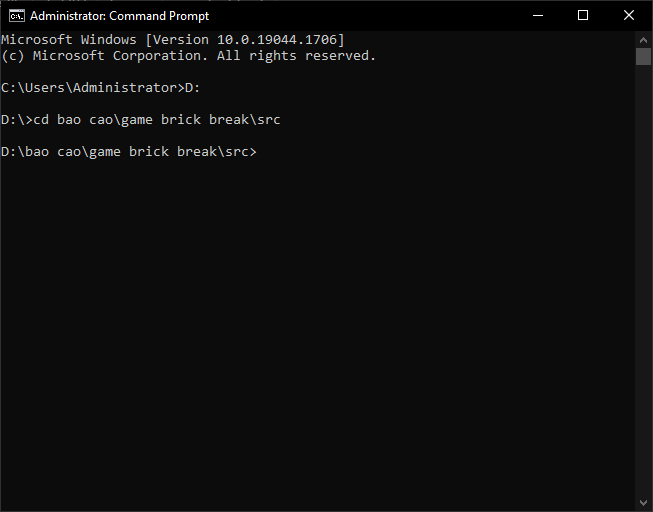 Administrator: Command Prompt
Microsoft Windows [Version 10.0.19044.1706]
(c) Microsoft Corporation. All rights reserved.
C:\Users\Administrator>D:
D:\>cd bao cao\game brick break\src
D:\bao cao\game brick break\src>